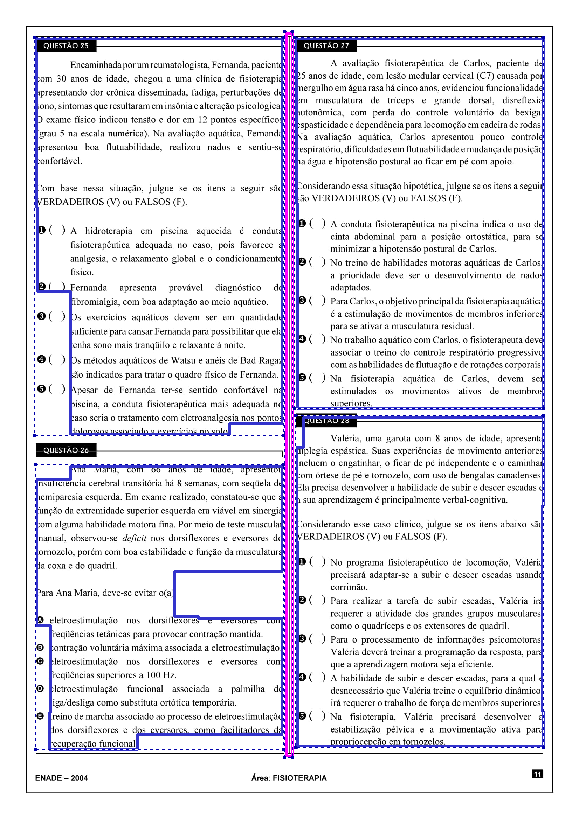 QUESTÃO 25
Encaminhada por um reumatologista, Fernanda, paciente
com 30 anos de idade, chegou a uma clínica de fisioterapia
apresentando dor crônica disseminada, fadiga, perturbações de
sono, sintomas que resultaram em insônia e alteração psicológica.
O exame físico indicou tensão e dor em 12 pontos específicos
(grau 5 na escala numérica). Na avaliação aquática, Fernanda
apresentou boa flutuabilidade, realizou nados e sentiu-se
confortável.
Com base nessa situação, julgue se os itens a seguir são
VERDADEIROS (V) ou FALSOS (F).
1 ( ) A hidroterapia em piscina aquecida é conduta
fisioterapêutica adequada no caso, pois favorece a
analgesia, o relaxamento global e o condicionamento
físico.
2 ( ) Fernanda apresenta provável diagnóstico de
fibromialgia, com boa adaptação ao meio aquático.
3 ( ) Os exercícios aquáticos devem ser em quantidade
suficiente para cansar Fernanda para possibilitar que ela
tenha sono mais tranqüilo e relaxante à noite.
4 ( ) Os métodos aquáticos de Watsu e anéis de Bad Ragaz
são indicados para tratar o quadro físico de Fernanda.
5 ( ) Apesar de Fernanda ter-se sentido confortável na
piscina, a conduta fisioterapêutica mais adequada no
caso seria o tratamento com eletroanalgesia nos pontos
dolorosos associado a exercícios no solo.
QUESTÃO 26
Ana Maria, com 66 anos de idade, apresentou
insuficiência cerebral transitória há 8 semanas, com seqüela de
hemiparesia esquerda. Em exame realizado, constatou-se que a
função da extremidade superior esquerda era viável em sinergia
com alguma habilidade motora fina. Por meio de teste muscular
manual, observou-se deficit nos dorsiflexores e eversores do
tornozelo, porém com boa estabilidade e função da musculatura
da coxa e do quadril.
Para Ana Maria, deve-se evitar o(a)
A eletroestimulação nos dorsiflexores e eversores com
freqüências tetânicas para provocar contração mantida.
B contração voluntária máxima associada a eletroestimulação.
C eletroestimulação nos dorsiflexores e eversores com
freqüências superiores a 100 Hz.
D eletroestimulação funcional associada a palmilha de
liga/desliga como substituta ortótica temporária.
E treino de marcha associado ao processo de eletroestimulação
dos dorsiflexores e dos eversores, como facilitadores da
recuperação funcional.
QUESTÃO 27
A avaliação fisioterapêutica de Carlos, paciente de
25 anos de idade, com lesão medular cervical (C7) causada por
mergulho em água rasa há cinco anos, evidenciou funcionalidade
em musculatura de tríceps e grande dorsal, disreflexia
autonômica, com perda do controle voluntário da bexiga,
espasticidade e dependência para locomoção em cadeira de rodas.
Na avaliação aquática, Carlos apresentou pouco controle
respiratório, dificuldades em flutuabilidade e mudança de posição
na água e hipotensão postural ao ficar em pé com apoio.
Considerando essa situação hipotética, julgue se os itens a seguir
são VERDADEIROS (V) ou FALSOS (F).
1 ( ) A conduta fisioterapêutica na piscina indica o uso de
cinta abdominal para a posição ortostática, para se
minimizar a hipotensão postural de Carlos.
2 ( ) No treino de habilidades motoras aquáticas de Carlos,
a prioridade deve ser o desenvolvimento de nados
adaptados.
3 ( ) Para Carlos, o objetivo principal da fisioterapia aquática
é a estimulação de movimentos de membros inferiores
para se ativar a musculatura residual.
4 ( ) No trabalho aquático com Carlos, o fisioterapeuta deve
associar o treino do controle respiratório progressivo
com as habilidades de flutuação e de rotações corporais.
5 ( ) Na fisioterapia aquática de Carlos, devem ser
estimulados os movimentos ativos de membros
superiores.
QUESTÃO 28
Valéria, uma garota com 8 anos de idade, apresenta
diplegia espástica. Suas experiências de movimento anteriores
incluem o engatinhar, o ficar de pé independente e o caminhar
com órtese de pé e tornozelo, com uso de bengalas canadenses.
Ela precisa desenvolver a habilidade de subir e descer escadas e
a sua aprendizagem é principalmente verbal-cognitiva.
Considerando esse caso clínico, julgue se os itens abaixo são
VERDADEIROS (V) ou FALSOS (F).
1 ( ) No programa fisioterapêutico de locomoção, Valéria
precisará adaptar-se a subir e descer escadas usando
corrimão.
2 ( ) Para realizar a tarefa de subir escadas, Valéria irá
requerer a atividade dos grandes grupos musculares
como o quadríceps e os extensores de quadril.
3 ( ) Para o processamento de informações psicomotoras,
Valéria deverá treinar a programação da resposta, para
que a aprendizagem motora seja eficiente.
4 ( ) A habilidade de subir e descer escadas, para a qual é
desnecessário que Valéria treine o equilíbrio dinâmico,
irá requerer o trabalho de força de membros superiores.
5 ( ) Na fisioterapia, Valéria precisará desenvolver a
estabilização pélvica e a movimentação ativa para
propriocepção em tornozelos.
ENADE – 2004
Área: FISIOTERAPIA
11